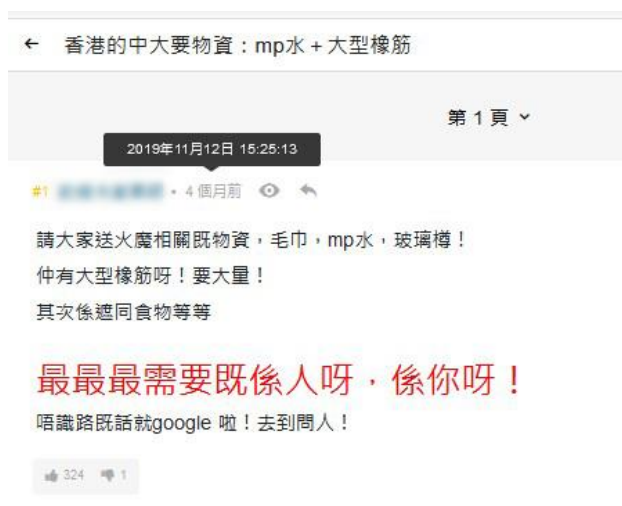 ← 香港的中大要物資：mp水＋大型橡筋
第 1 頁
2019年11月12日 15:25:13
#1 • 4 個月前
請大家送火魔相關既物資，毛巾，mp水，玻璃樽！
仲有大型橡筋呀！要大量！
其次係遮同食物等等
最最最需要既係人呀，係你呀！
唔識路既話就google 啦！去到問人！
324 1